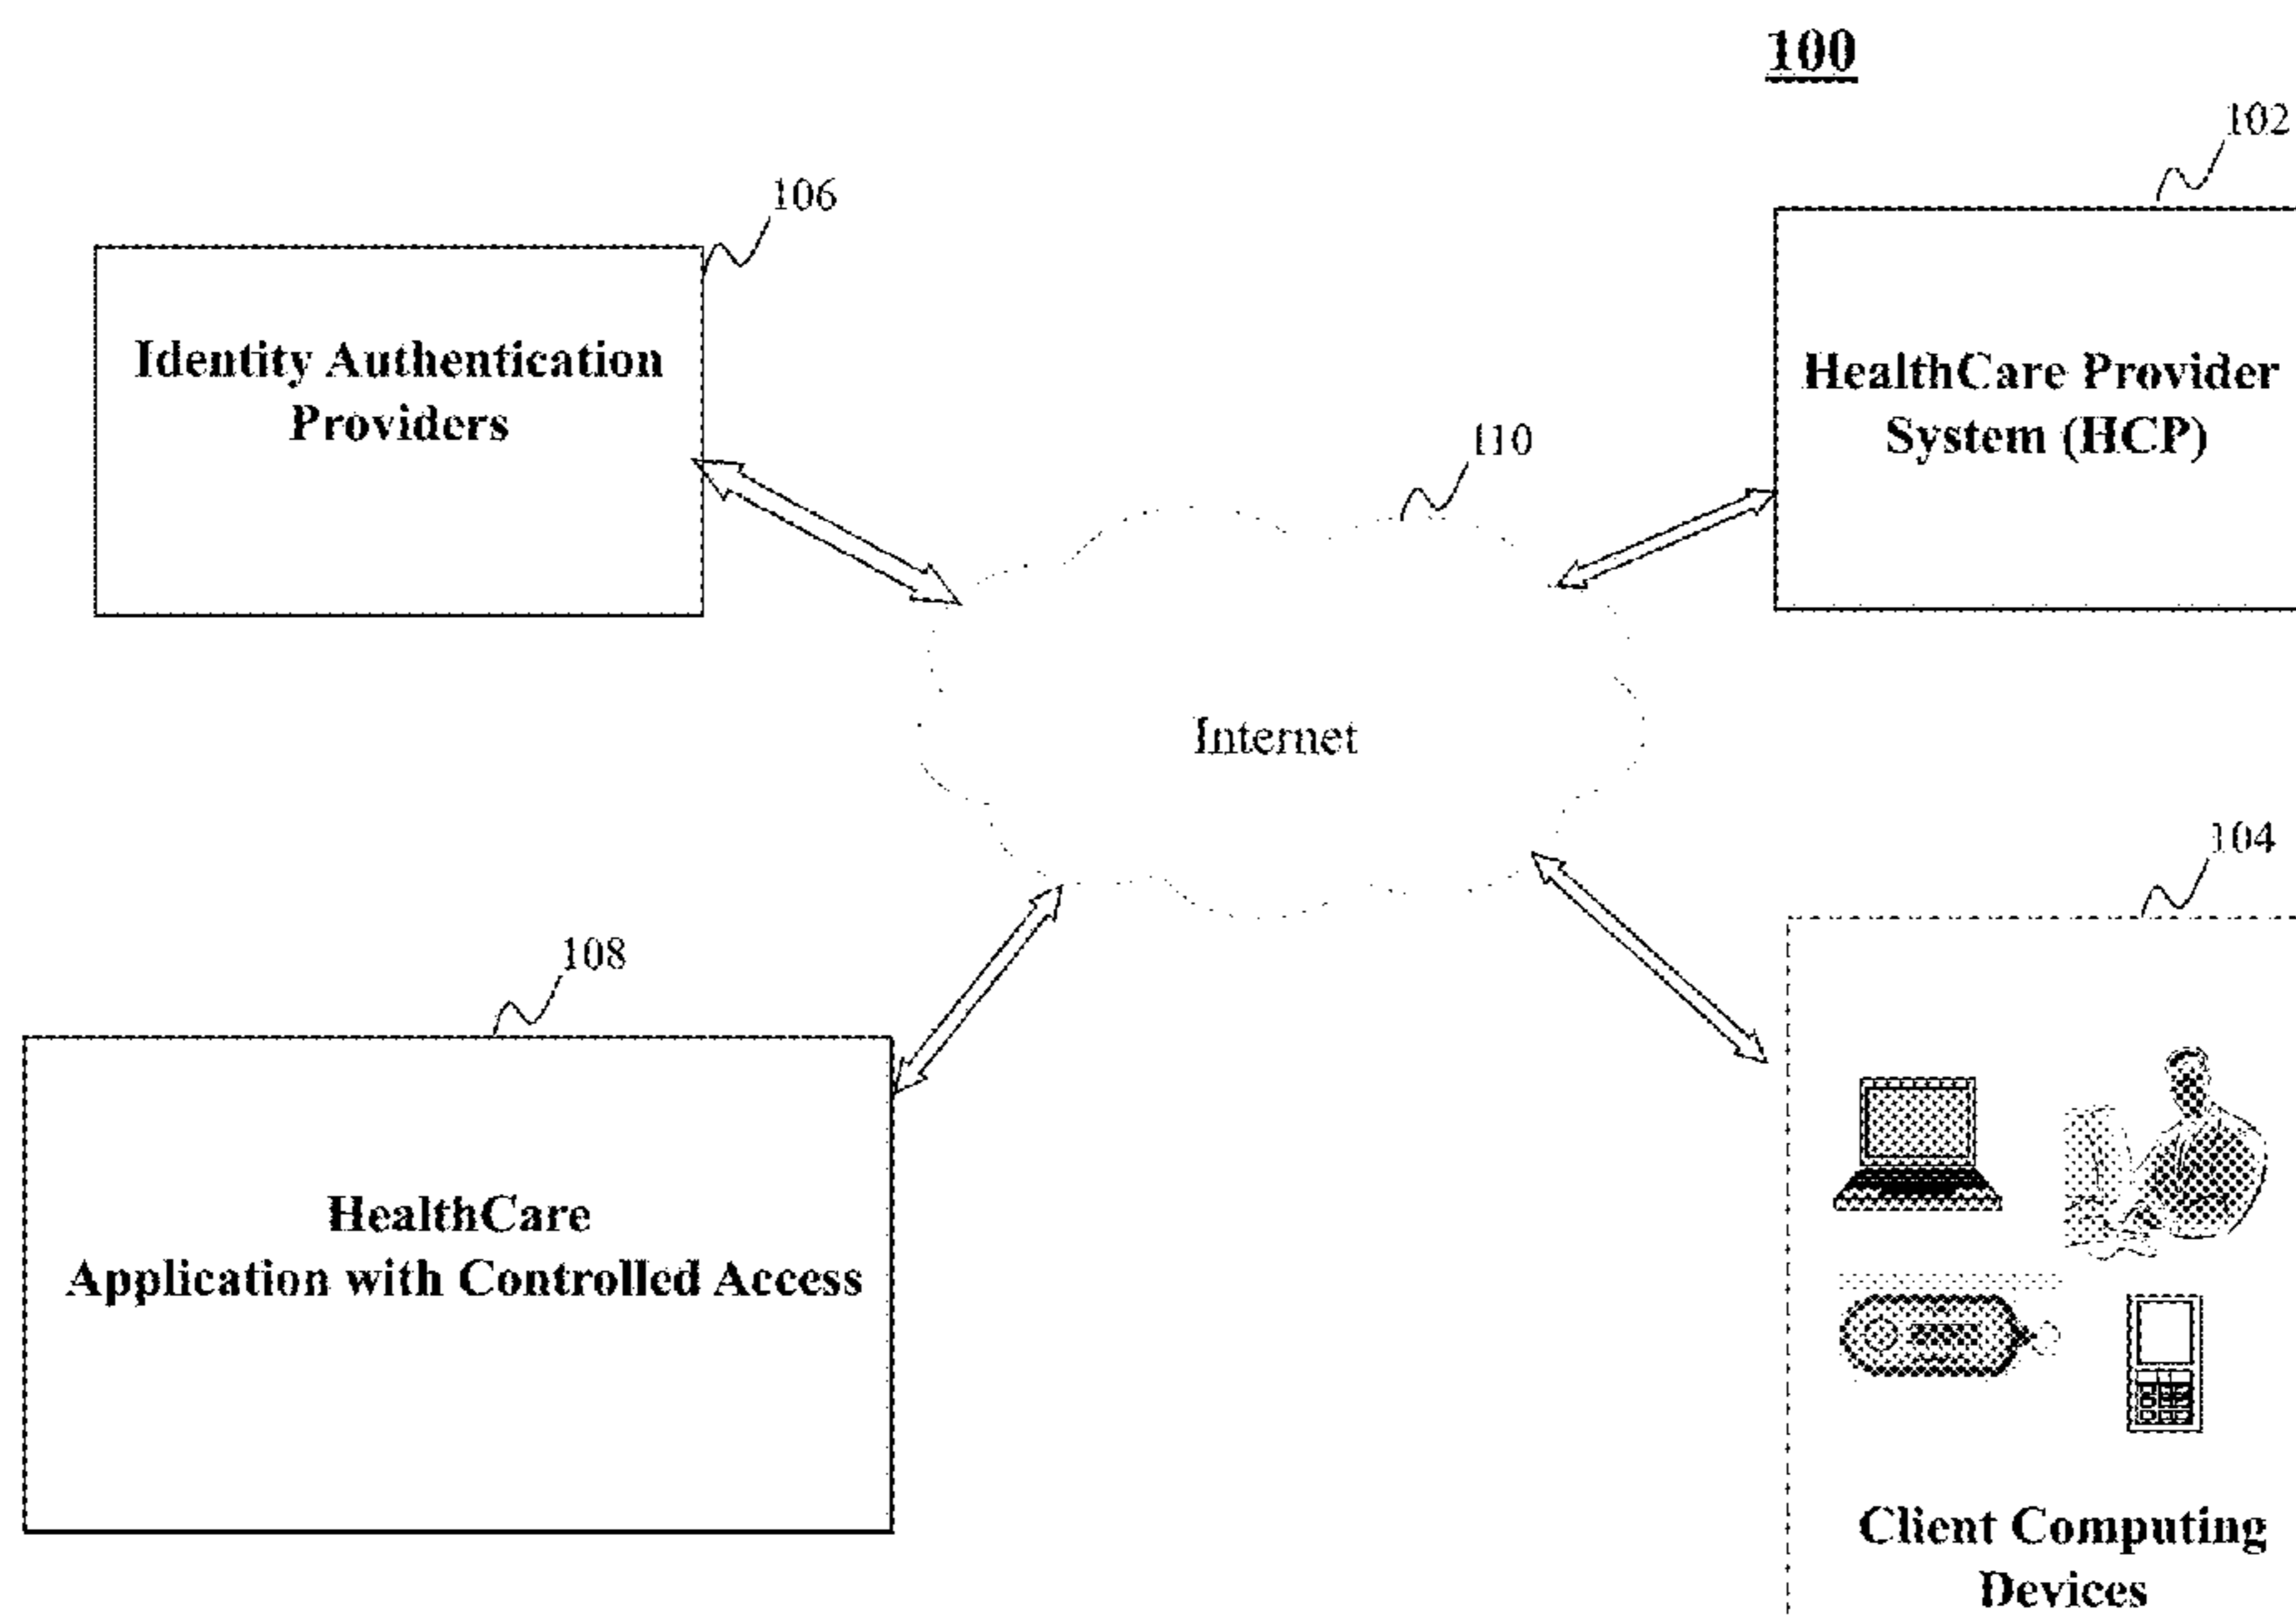 100
102
106
Identity Authentication
Providers
HealthCare Provider
System (HCP)
110
Internet
104
108
HealthCare
Application with Controlled Access
Client Computing
Devices